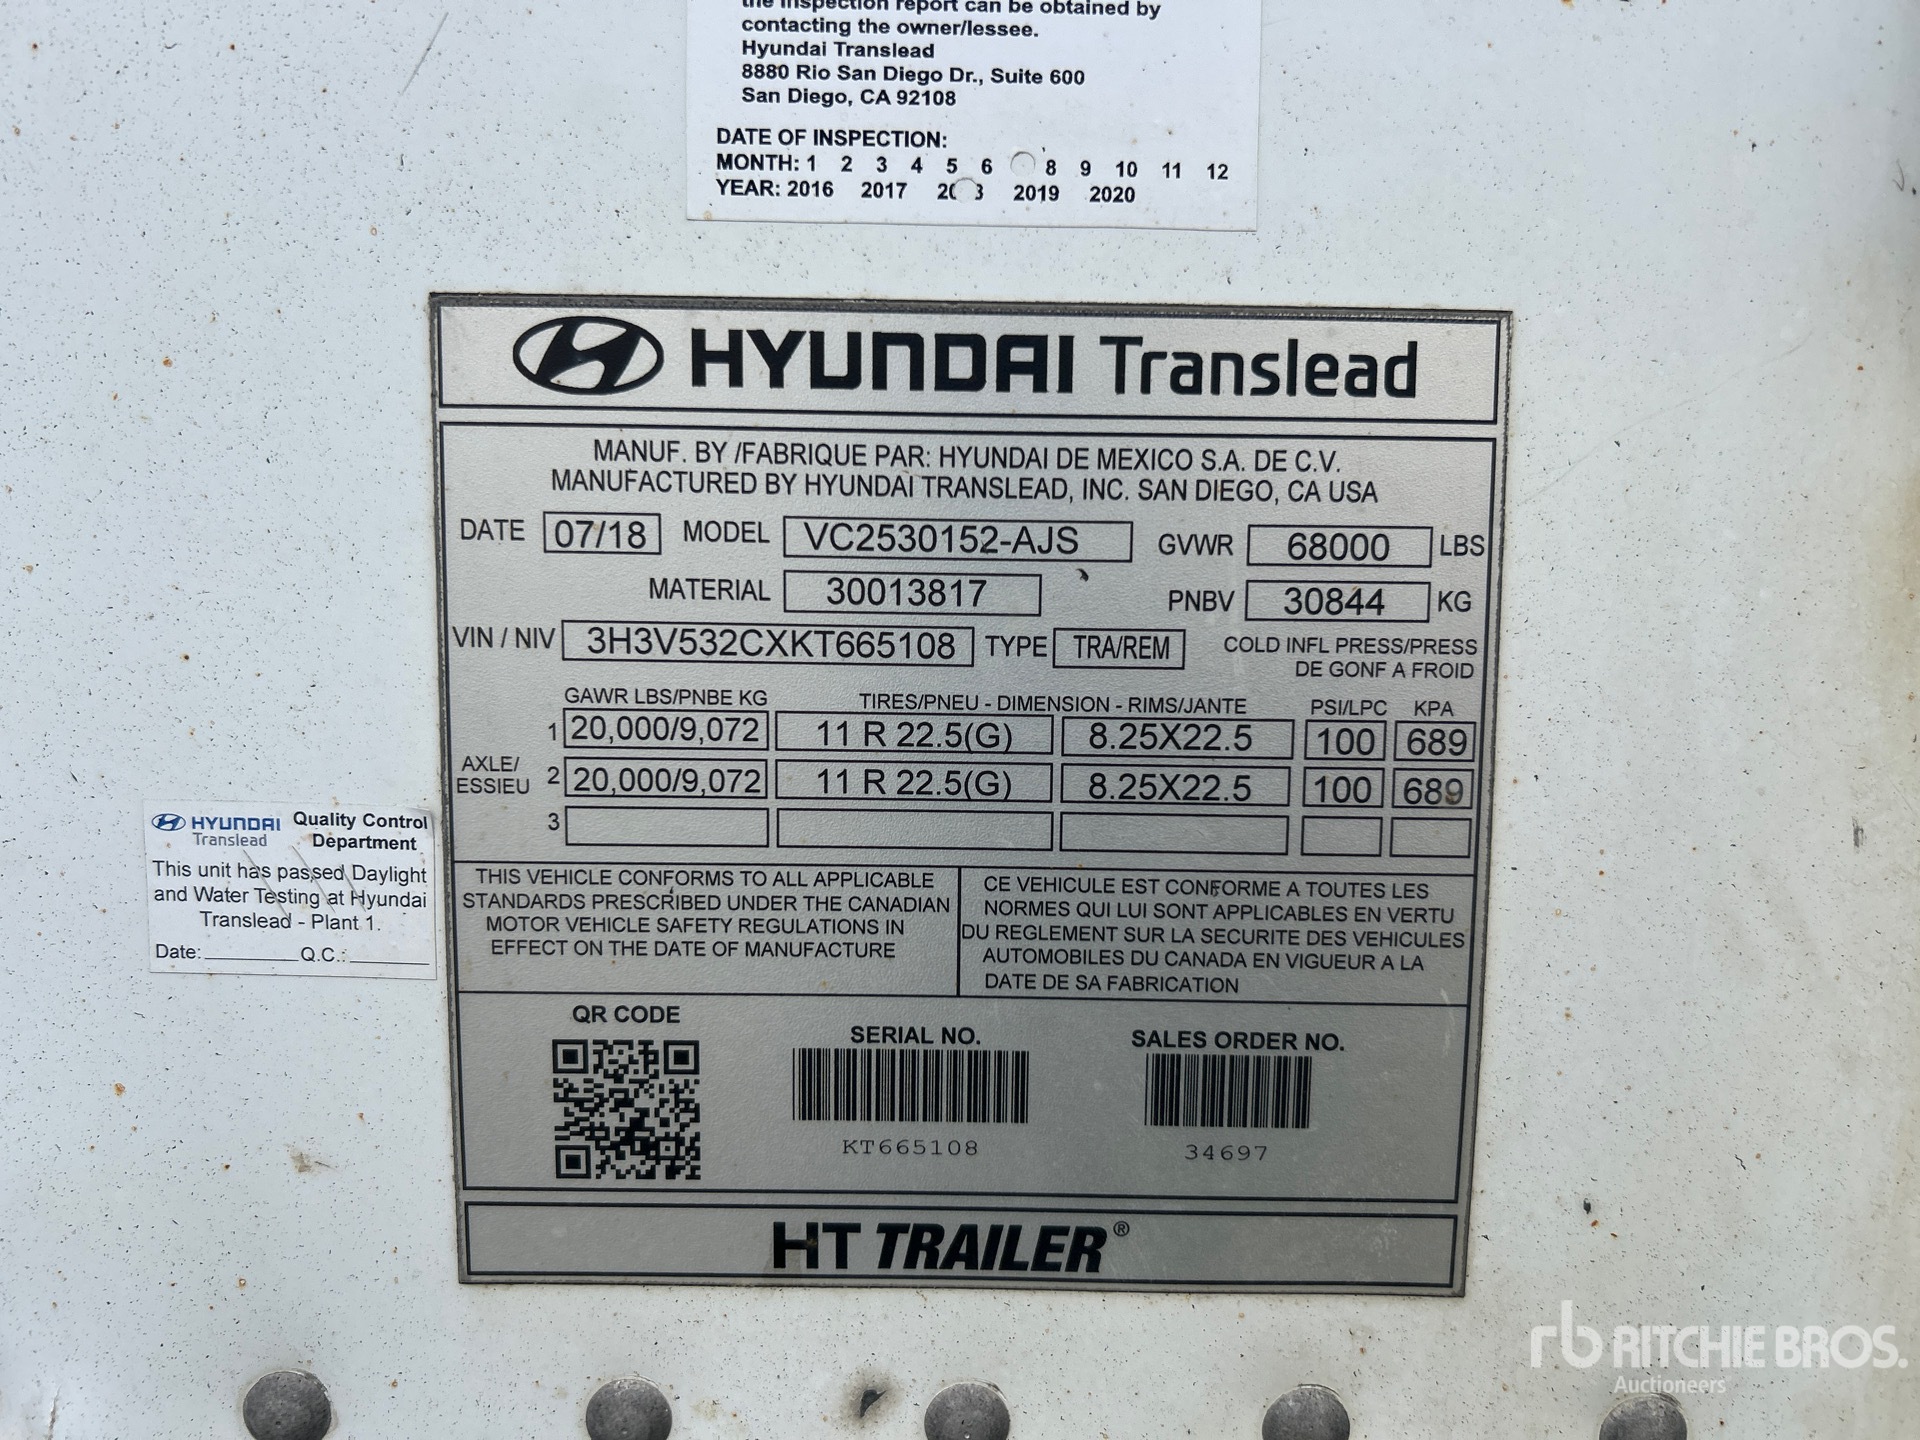 the inspection report can be obtained by
contacting the owner/lessee.
Hyundai Translead
8880 Rio San Diego Dr., Suite 600
San Diego, CA 92108
DATE OF INSPECTION:
MONTH: 1 2 3 4 5 6 8 9 10 11 12
YEAR: 2016 2017 2019 2020
HYUNDAI Translead
MANUF. BY /FABRIQUE PAR: HYUNDAI DE MEXICO S.A. DE C.V.
MANUFACTURED BY HYUNDAI TRANSLEAD, INC. SAN DIEGO, CA USA
DATE 07/18 MODEL VC2530152-AJS GVWR 68000 LBS
MATERIAL 30013817 PNBV 30844 KG
VIN / NIV 3H3V532CXKT665108 TYPE TRA/REM COLD INFL PRESS/PRESS
DE GONF A FROID
GAWR LBS/PNBE KG TIRES/PNEU - DIMENSION - RIMS/JANTE PSI/LPC KPA
1 20,000/9,072 11 R 22.5(G) 8.25X22.5 100 689
AXLE/
ESSIEU 2 20,000/9,072 11 R 22.5(G) 8.25X22.5 100 689
3
THIS VEHICLE CONFORMS TO ALL APPLICABLE
STANDARDS PRESCRIBED UNDER THE CANADIAN
MOTOR VEHICLE SAFETY REGULATIONS IN
EFFECT ON THE DATE OF MANUFACTURE
CE VEHICULE EST CONFORME A TOUTES LES
NORMES QUI LUI SONT APPLICABLES EN VERTU
DU REGLEMENT SUR LA SECURITE DES VEHICULES
AUTOMOBILES DU CANADA EN VIGUEUR A LA
DATE DE SA FABRICATION
QR CODE
SERIAL NO.
KT665108
SALES ORDER NO.
34697
HT TRAILER®
HYUNDAI Translead
Quality Control
Department
This unit has passed Daylight
and Water Testing at Hyundai
Translead - Plant 1.
Date: Q.C.:
rb RITCHIE BROS.
Auctioneers